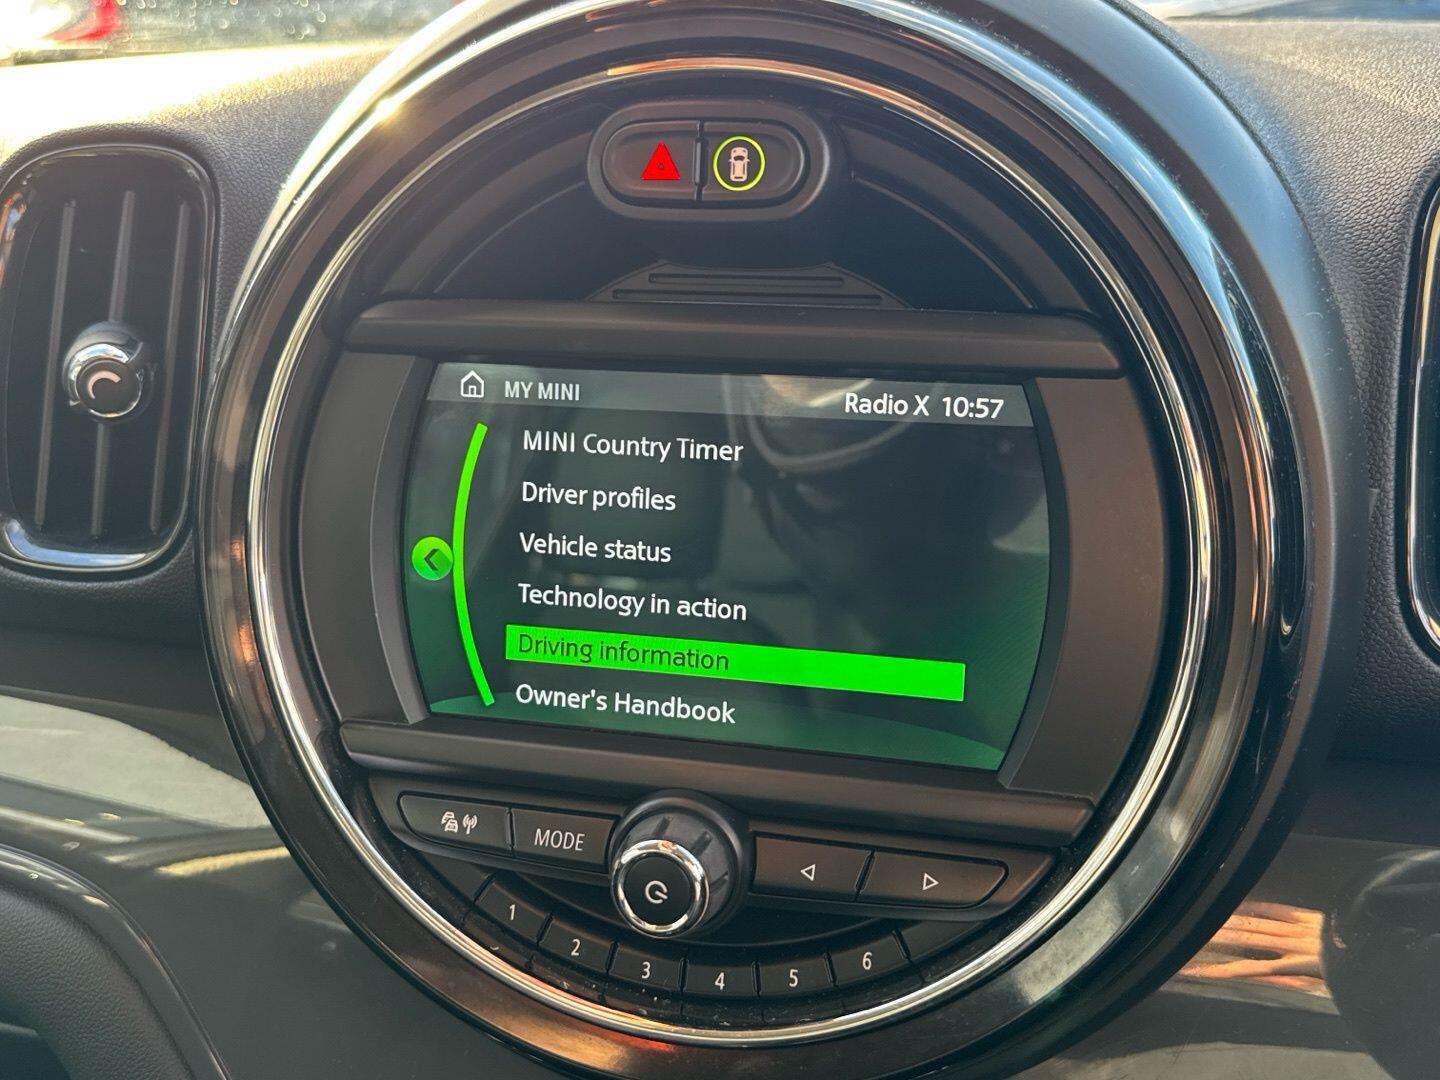 MY MINI
Radio X 10:57
MINI Country Timer
Driver profiles
Vehicle status
Technology in action
Driving information
Owner's Handbook
MODE
1
2
3
4
5
6